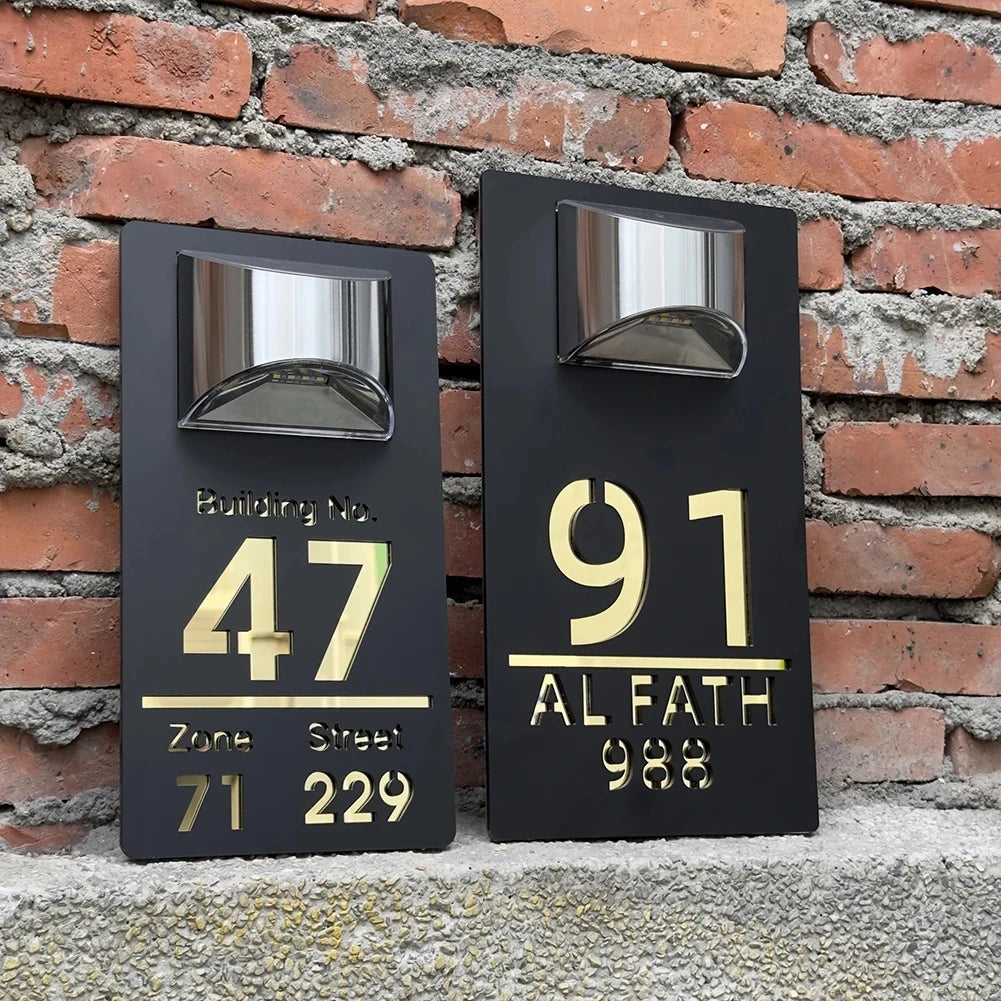 Building No.
47
Zone Street
71 229
91
AL FATH
988